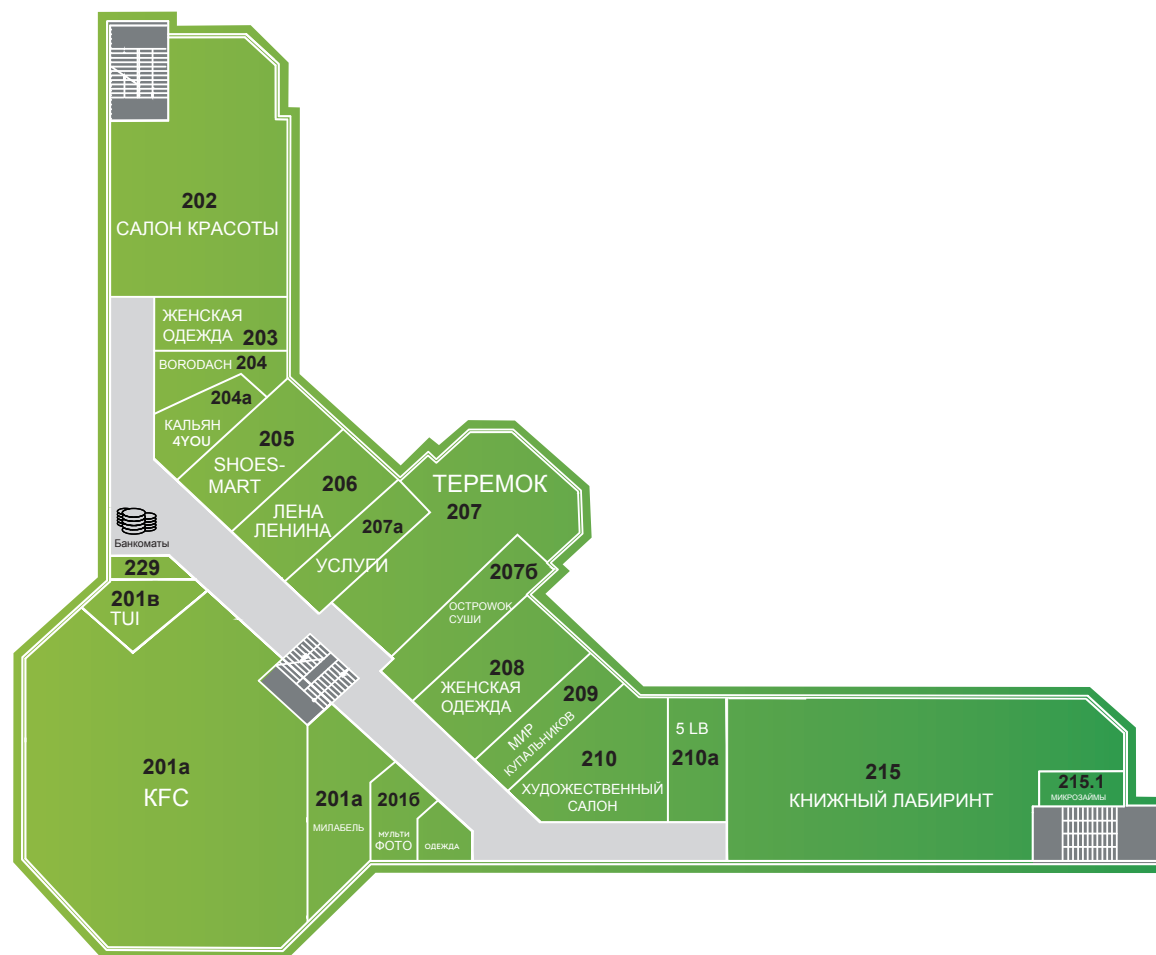 202
САЛОН КРАСОТЫ
ЖЕНСКАЯ
ОДЕЖДА 203
BORODACH 204
204а
КАЛЬЯН
4YOU
205
SHOES-
MART
206
ЛЕНА
ЛЕНИНА
207а
УСЛУГИ
ТЕРЕМОК
207
207б
ОСТРОWОК
СУШИ
Банкоматы
229
201в
TUI
208
ЖЕНСКАЯ
ОДЕЖДА
209
МИР
КУПАЛЬНИКОВ
210
ХУДОЖЕСТВЕННЫЙ
САЛОН
5 LB
210а
215
КНИЖНЫЙ ЛАБИРИНТ
215.1
МИКРОЗАЙМЫ
201а
KFC
201а
МИЛАБЕЛЬ
201б
МУЛЬТИ
ФОТО
ОДЕЖДА